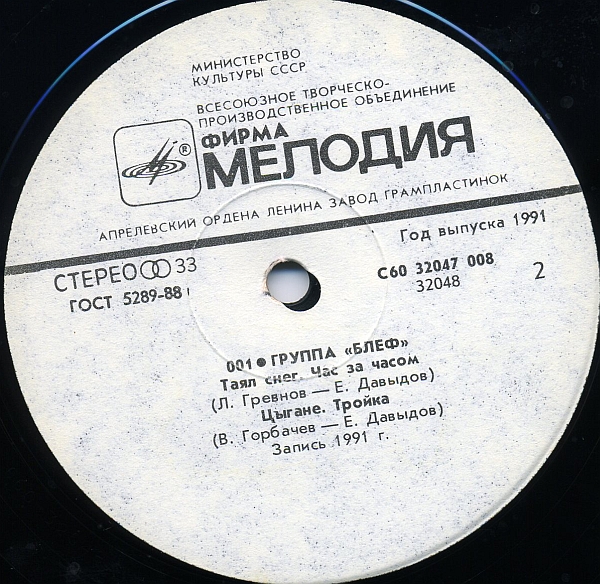 МИНИСТЕРСТВО
КУЛЬТУРЫ СССР
ВСЕСОЮЗНОЕ ТВОРЧЕСКО-
ПРОИЗВОДСТВЕННОЕ ОБЪЕДИНЕНИЕ
®
ФИРМА
МЕЛОДИЯ
АПРЕЛЕВСКИЙ ОРДЕНА ЛЕНИНА ЗАВОД ГРАМПЛАСТИНОК
Год выпуска 1991
СТЕРЕО 33
ГОСТ 5289-88
С60 32047 008
32048
2
001 ● ГРУППА «БЛЕФ»
Таял снег. Час за часом
(Л. Гревнов — Е. Давыдов)
Цыгане. Тройка
(В. Горбачев — Е. Давыдов)
Запись 1991 г.